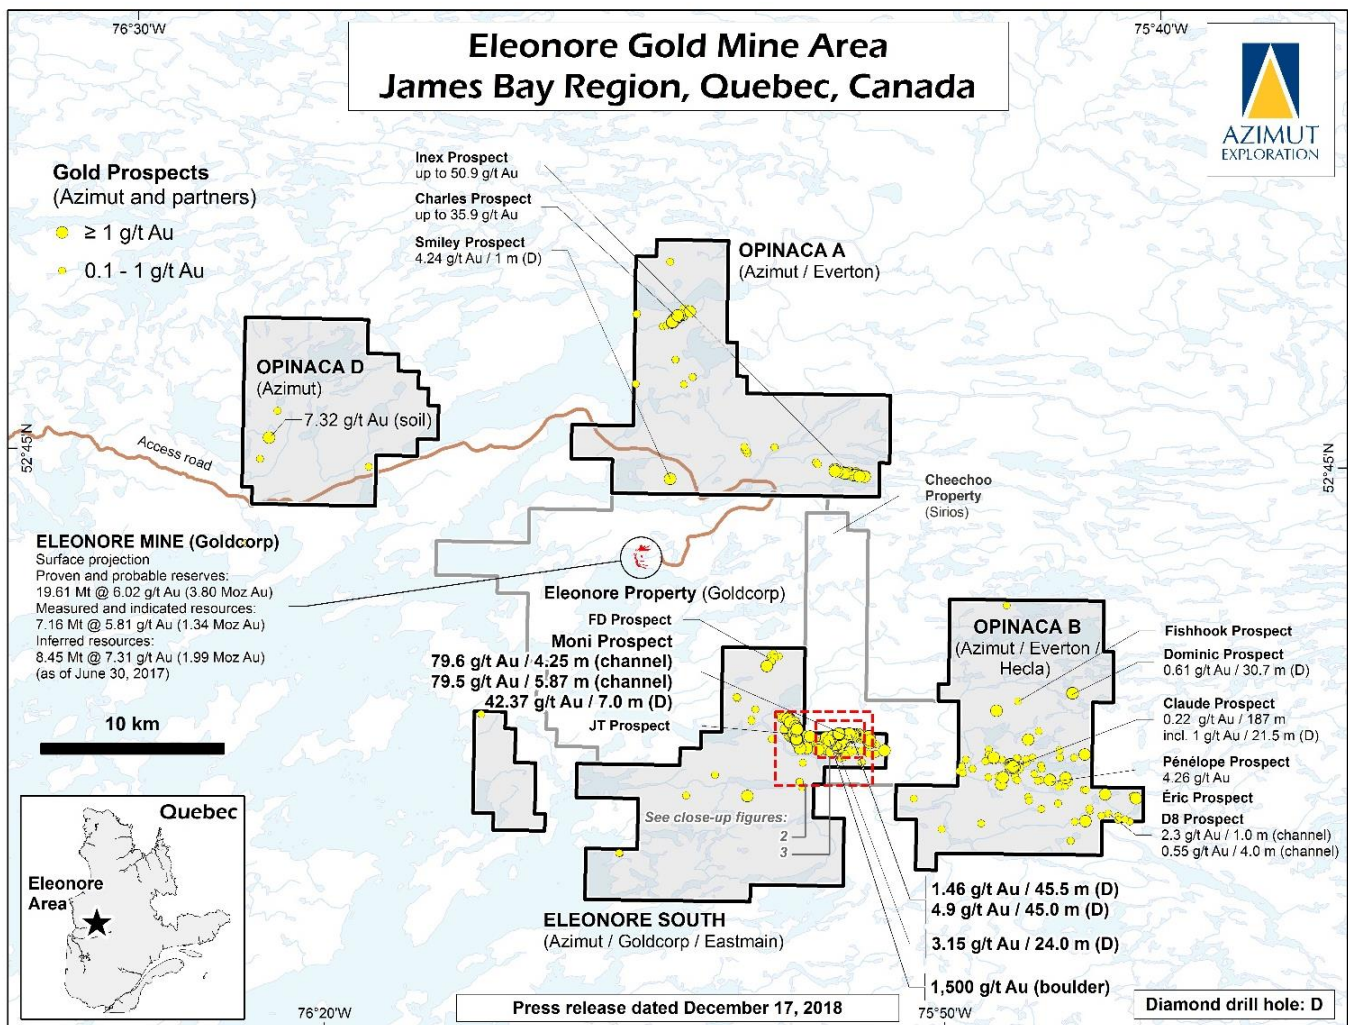 76°30'W
75°40'W
Eleonore Gold Mine Area
James Bay Region, Quebec, Canada
AZIMUT
EXPLORATION
Gold Prospects
(Azimut and partners)
≥ 1 g/t Au
0.1 - 1 g/t Au
Inex Prospect
up to 50.9 g/t Au
Charles Prospect
up to 35.9 g/t Au
Smiley Prospect
4.24 g/t Au / 1 m (D)
OPINACA A
(Azimut / Everton)
OPINACA D
(Azimut)
7.32 g/t Au (soil)
Access road
52°45'N
52°45'N
Cheechoo
Property
(Sirios)
ELEONORE MINE (Goldcorp)
Surface projection
Proven and probable reserves:
19.61 Mt @ 6.02 g/t Au (3.80 Moz Au)
Measured and indicated resources:
7.16 Mt @ 5.81 g/t Au (1.34 Moz Au)
Inferred resources:
8.45 Mt @ 7.31 g/t Au (1.99 Moz Au)
(as of June 30, 2017)
Eleonore Property (Goldcorp)
FD Prospect
Moni Prospect
79.6 g/t Au / 4.25 m (channel)
79.5 g/t Au / 5.87 m (channel)
42.37 g/t Au / 7.0 m (D)
JT Prospect
OPINACA B
(Azimut / Everton /
Hecla)
Fishhook Prospect
Dominic Prospect
0.61 g/t Au / 30.7 m (D)
Claude Prospect
0.22 g/t Au / 187 m
incl. 1 g/t Au / 21.5 m (D)
Pénélope Prospect
4.26 g/t Au
Éric Prospect
D8 Prospect
2.3 g/t Au / 1.0 m (channel)
0.55 g/t Au / 4.0 m (channel)
10 km
See close-up figures:
2
3
Quebec
Eleonore
Area
ELEONORE SOUTH
(Azimut / Goldcorp / Eastmain)
1.46 g/t Au / 45.5 m (D)
4.9 g/t Au / 45.0 m (D)
3.15 g/t Au / 24.0 m (D)
1,500 g/t Au (boulder)
76°20'W
Press release dated December 17, 2018
75°50'W
Diamond drill hole: D